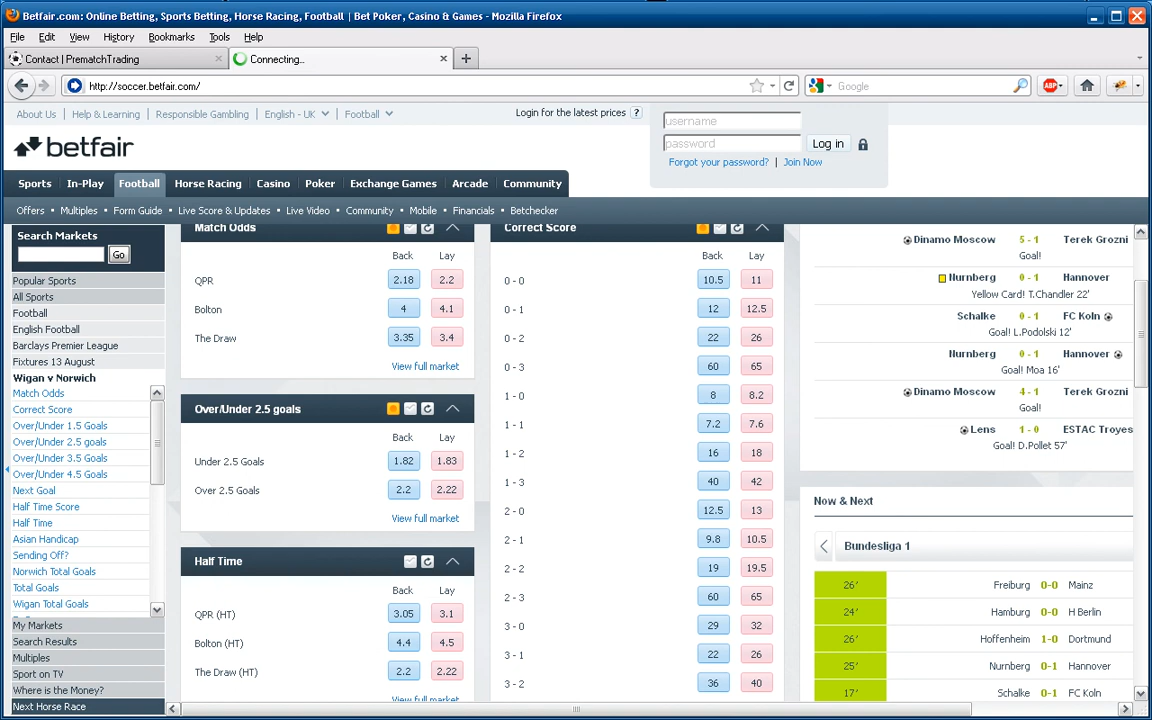 Betfair.com: Online Betting, Sports Betting, Horse Racing, Football | Bet Poker, Casino & Games - Mozilla Firefox
File Edit View History Bookmarks Tools Help
Contact | PrematchTrading
Connecting...
http://soccer.betfair.com/
Google
ABP
About Us | Help & Learning | Responsible Gambling | English - UK | Football
Login for the latest prices ?
username
password
Log in
Forgot your password? | Join Now
betfair
Sports In-Play Football Horse Racing Casino Poker Exchange Games Arcade Community
Offers • Multiples • Form Guide • Live Score & Updates • Live Video • Community • Mobile • Financials • Betchecker
Search Markets
Go
Popular Sports
All Sports
Football
English Football
Barclays Premier League
Fixtures 13 August
Wigan v Norwich
Match Odds
Correct Score
Over/Under 1.5 Goals
Over/Under 2.5 goals
Over/Under 3.5 Goals
Over/Under 4.5 Goals
Next Goal
Half Time Score
Half Time
Asian Handicap
Sending Off?
Norwich Total Goals
Total Goals
Wigan Total Goals
My Markets
Search Results
Multiples
Sport on TV
Where is the Money?
Next Horse Race
Match Odds
Back Lay
QPR 2.18 2.2
Bolton 4 4.1
The Draw 3.35 3.4
View full market
Over/Under 2.5 goals
Back Lay
Under 2.5 Goals 1.82 1.83
Over 2.5 Goals 2.2 2.22
View full market
Half Time
Back Lay
QPR (HT) 3.05 3.1
Bolton (HT) 4.4 4.5
The Draw (HT) 2.2 2.22
View full market
Correct Score
Back Lay
0 - 0 10.5 11
0 - 1 12 12.5
0 - 2 22 26
0 - 3 60 65
1 - 0 8 8.2
1 - 1 7.2 7.6
1 - 2 16 18
1 - 3 40 42
2 - 0 12.5 13
2 - 1 9.8 10.5
2 - 2 19 19.5
2 - 3 60 65
3 - 0 29 32
3 - 1 22 26
3 - 2 36 40
Dinamo Moscow 5 - 1 Terek Grozni
Goal!
Nurnberg 0 - 1 Hannover
Yellow Card! T.Chandler 22'
Schalke 0 - 1 FC Koln
Goal! L.Podolski 12'
Nurnberg 0 - 1 Hannover
Goal! Moa 16'
Dinamo Moscow 4 - 1 Terek Grozni
Goal!
Lens 1 - 0 ESTAC Troyes
Goal! D.Pollet 57'
Now & Next
Bundesliga 1
26' Freiburg 0-0 Mainz
24' Hamburg 0-0 H Berlin
26' Hoffenheim 1-0 Dortmund
25' Nurnberg 0-1 Hannover
17' Schalke 0-1 FC Koln